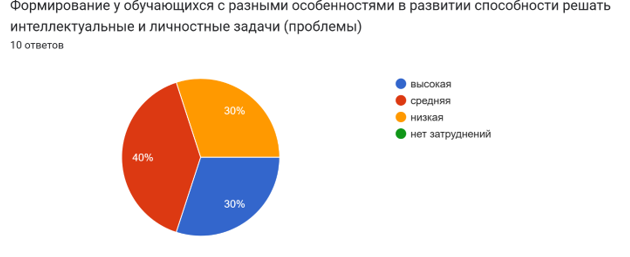 Формирование у обучающихся с разными особенностями в развитии способности решать
интеллектуальные и личностные задачи (проблемы)
10 ответов
высокая
средняя
низкая
нет затруднений
30%
40%
30%